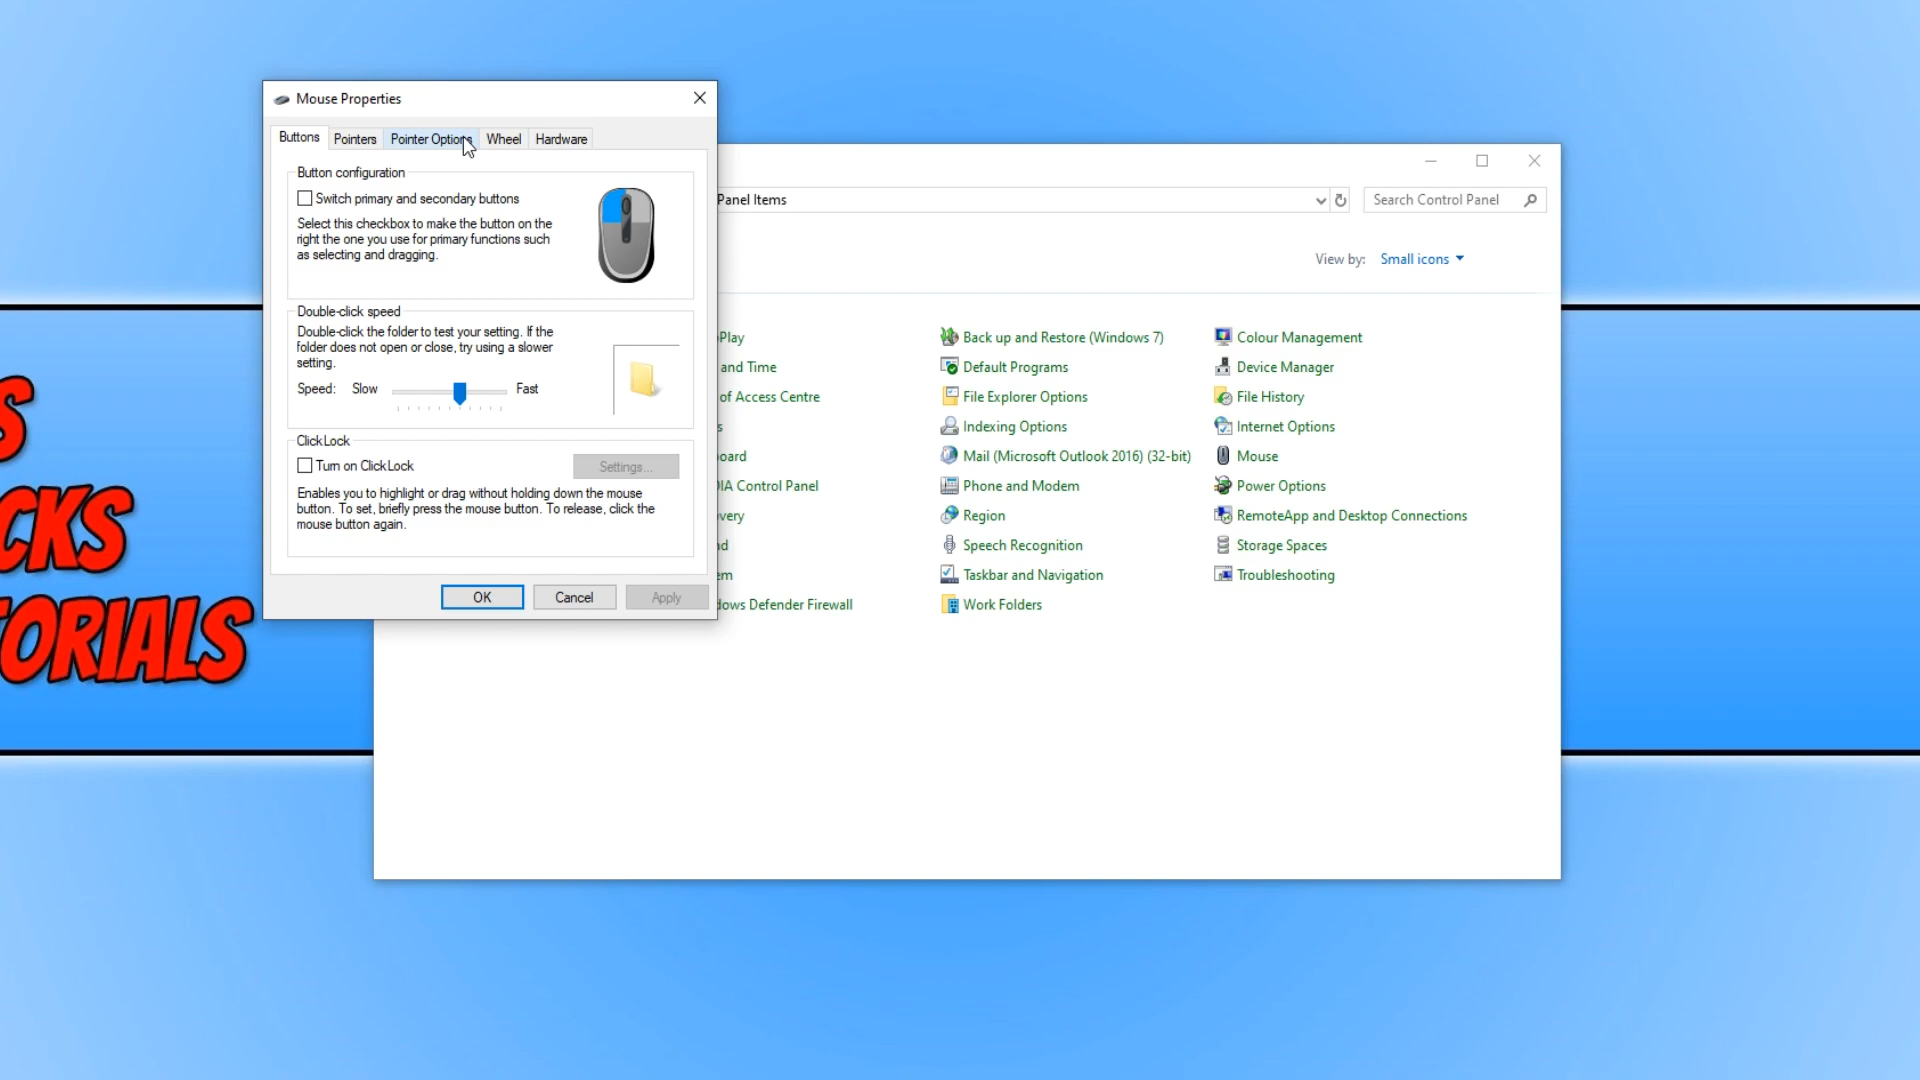 Mouse Properties
Buttons Pointers Pointer Options Wheel Hardware
Button configuration
Switch primary and secondary buttons
Select this checkbox to make the button on the
right the one you use for primary functions such
as selecting and dragging.
Double-click speed
Double-click the folder to test your setting. If the
folder does not open or close, try using a slower
setting.
Speed: Slow Fast
ClickLock
Turn on ClickLock Settings...
Enables you to highlight or drag without holding down the mouse
button. To set, briefly press the mouse button. To release, click the
mouse button again.
OK Cancel Apply
Panel Items Search Control Panel
View by: Small icons
Play Back up and Restore (Windows 7) Colour Management
and Time Default Programs Device Manager
of Access Centre File Explorer Options File History
s Indexing Options Internet Options
oard Mail (Microsoft Outlook 2016) (32-bit) Mouse
IA Control Panel Phone and Modem Power Options
very Region RemoteApp and Desktop Connections
nd Speech Recognition Storage Spaces
em Taskbar and Navigation Troubleshooting
dows Defender Firewall Work Folders
S
CKS
ORIALS